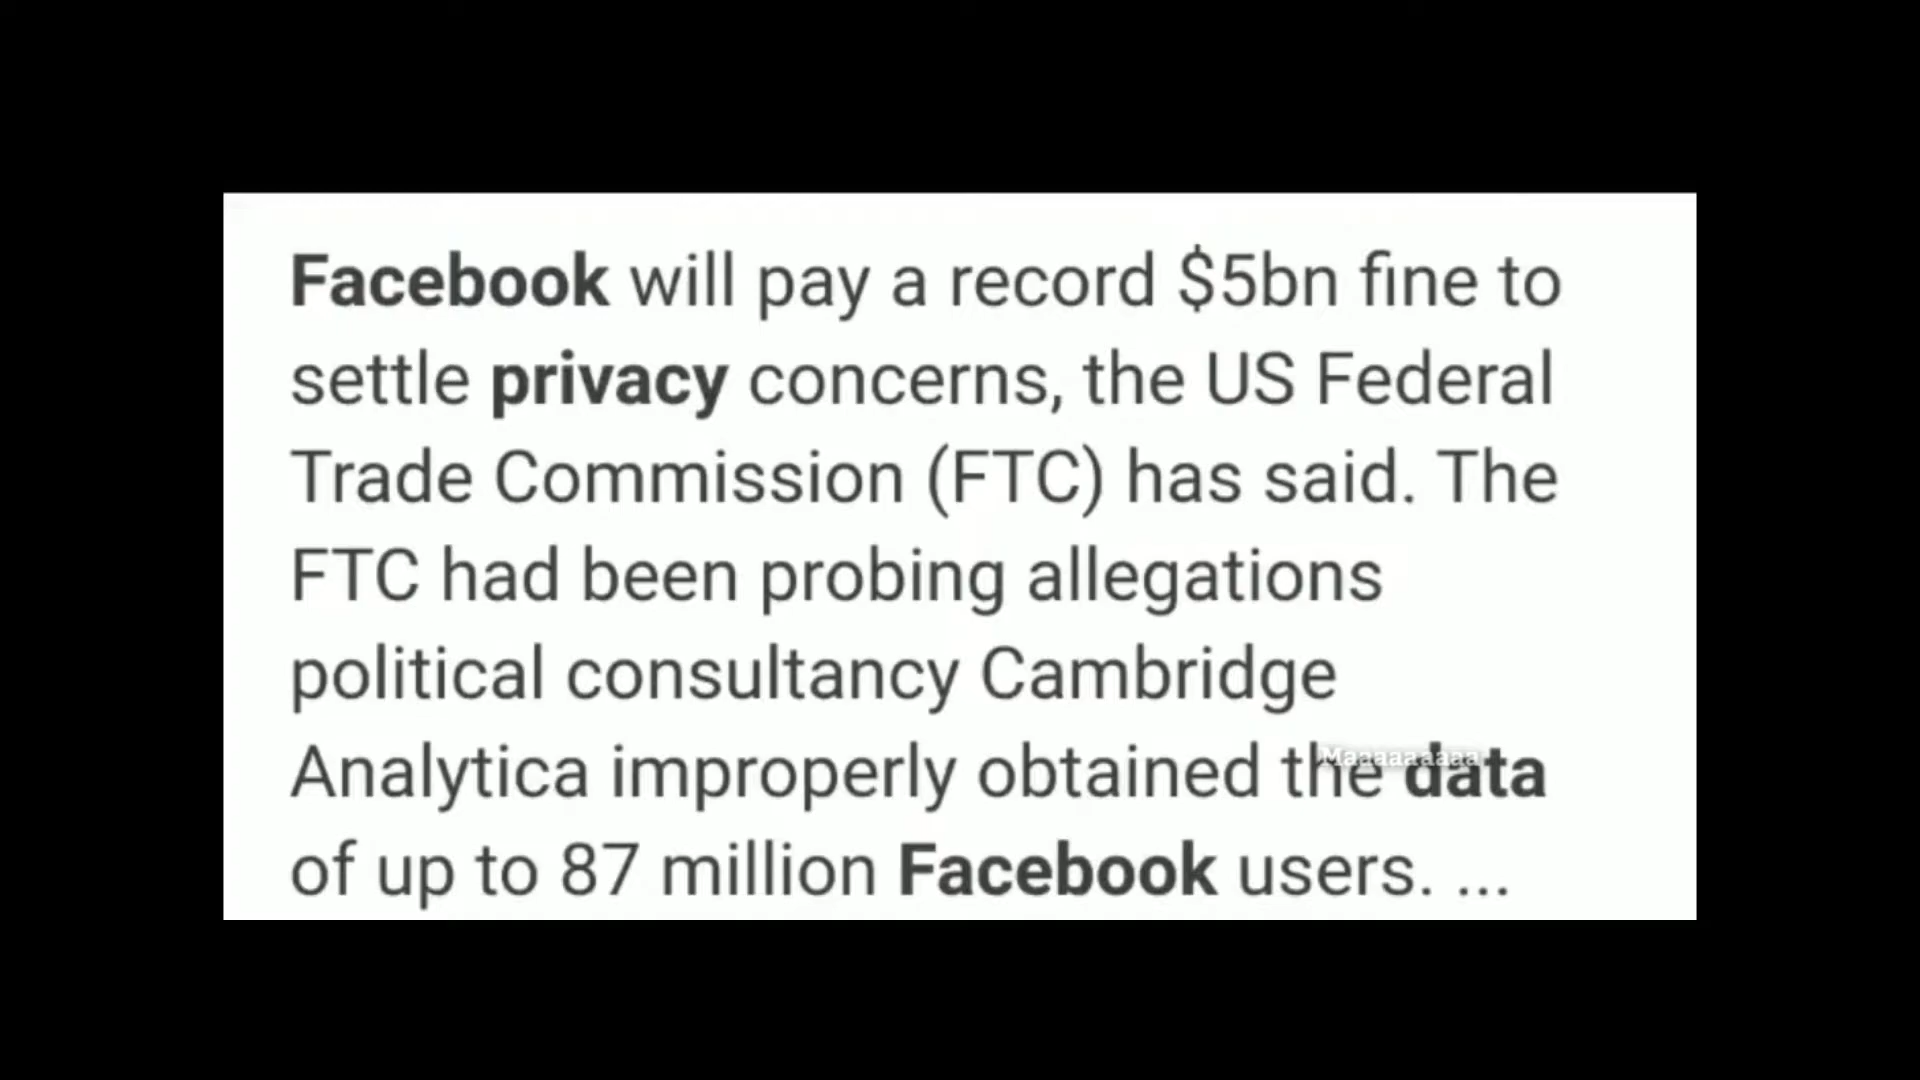 Facebook will pay a record $5bn fine to
settle privacy concerns, the US Federal
Trade Commission (FTC) has said. The
FTC had been probing allegations
political consultancy Cambridge
Analytica improperly obtained the data
of up to 87 million Facebook users. ...
Maaaaaaaaa